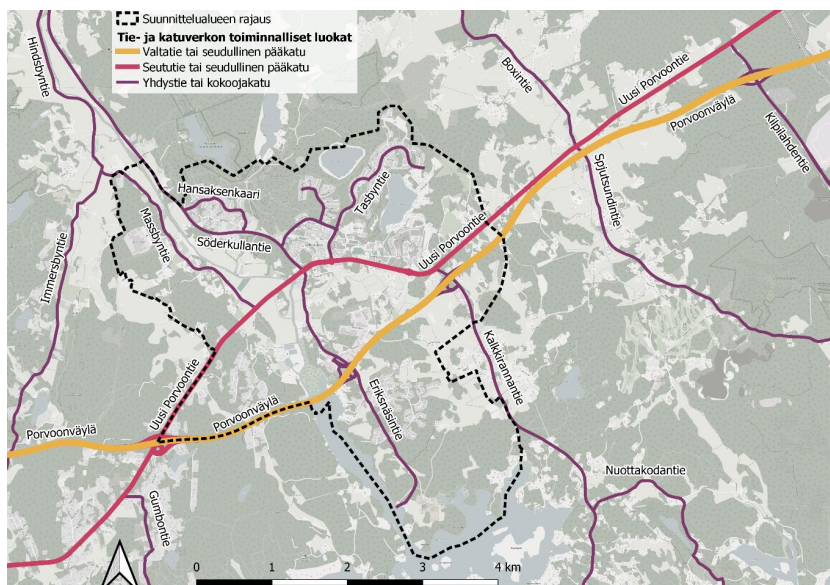 Suunnittelualueen rajaus
Tie- ja katuverkon toiminnalliset luokat
Valtatie tai seudullinen pääkatu
Seututie tai seudullinen pääkatu
Yhdystie tai kokoojakatu
Hindsbyntie
Boxintie
Uusi Porvoontie
Porvoonväylä
Kilpilahdentie
Spjutsundintie
Hansaksenkaari
Tasbyntie
Massbyntie
Söderkullantie
Immersbyntie
Uusi Porvoontie
Kalkkirannantie
Uusi Porvoontie
Eriksnäsintie
Porvoonväylä
Porvoonväylä
Nuottakodantie
Gumbontie
0 1 2 3 4 km